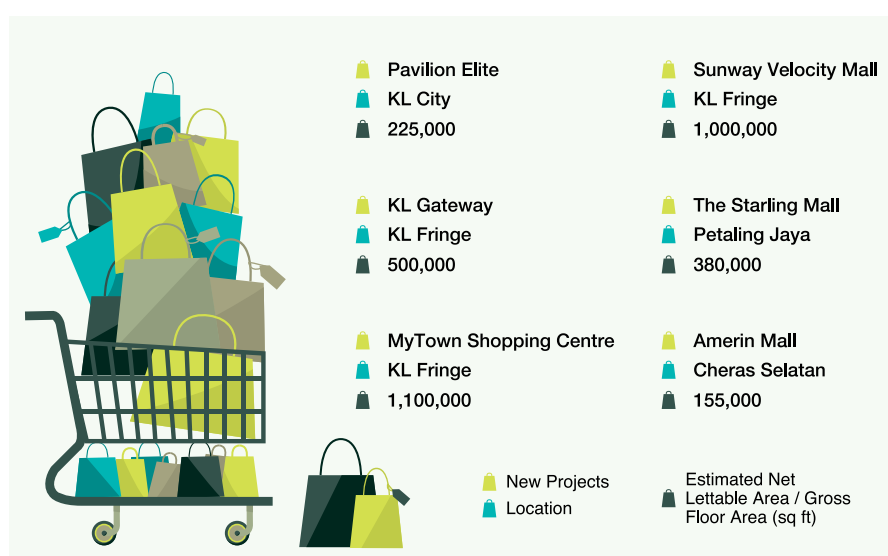 Pavilion Elite
KL City
225,000
Sunway Velocity Mall
KL Fringe
1,000,000
KL Gateway
KL Fringe
500,000
The Starling Mall
Petaling Jaya
380,000
MyTown Shopping Centre
KL Fringe
1,100,000
Amerin Mall
Cheras Selatan
155,000
New Projects
Location
Estimated Net
Lettable Area / Gross
Floor Area (sq ft)